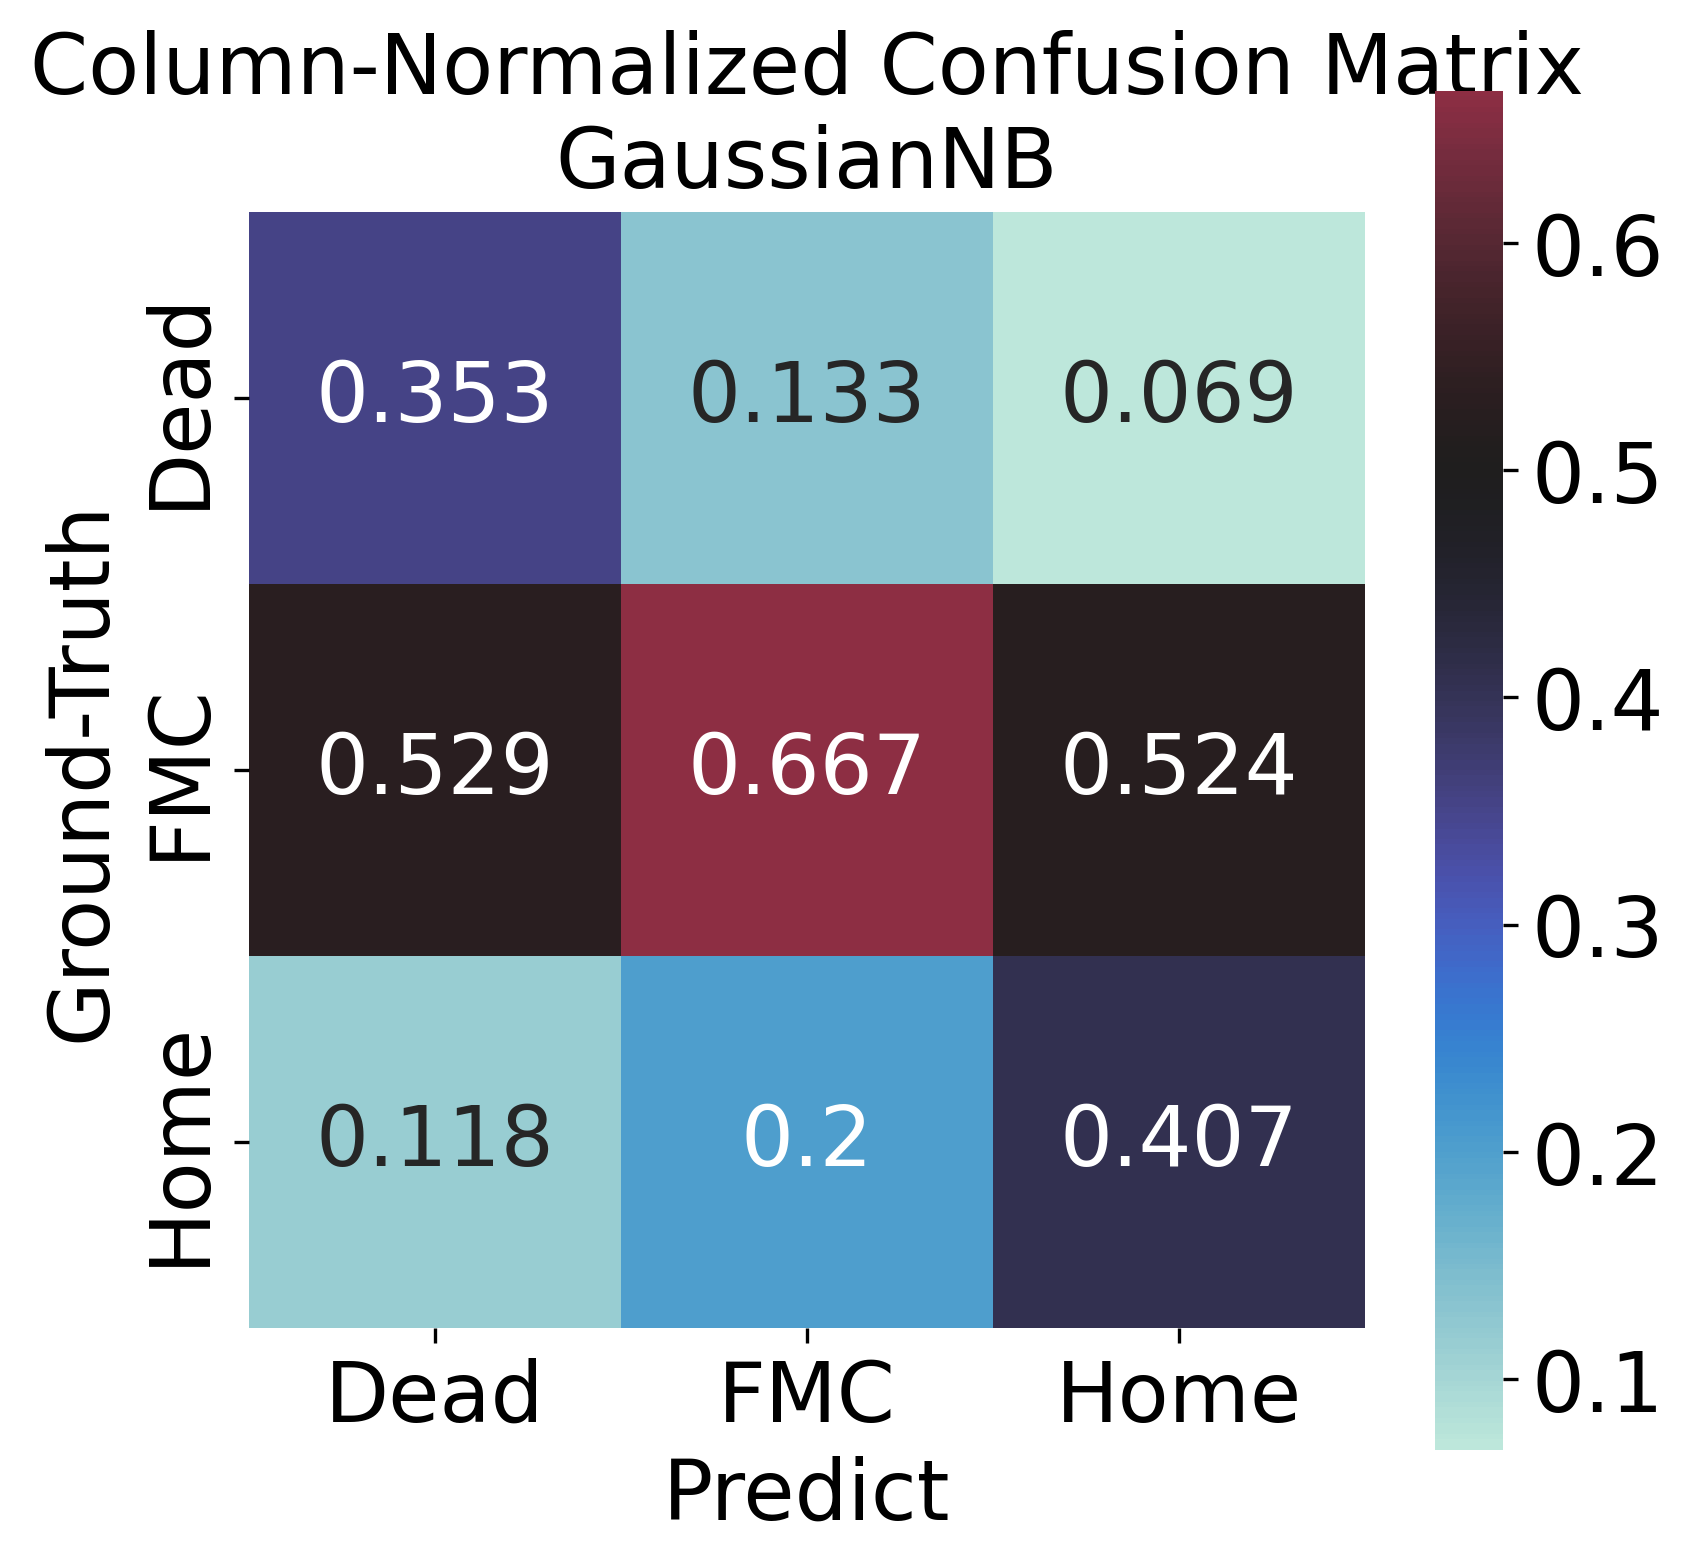 Column-Normalized Confusion Matrix
GaussianNB
Ground-Truth
Dead
0.353 0.133 0.069
FMC
0.529 0.667 0.524
Home
0.118 0.2 0.407
Dead FMC Home
Predict
0.6
0.5
0.4
0.3
0.2
0.1